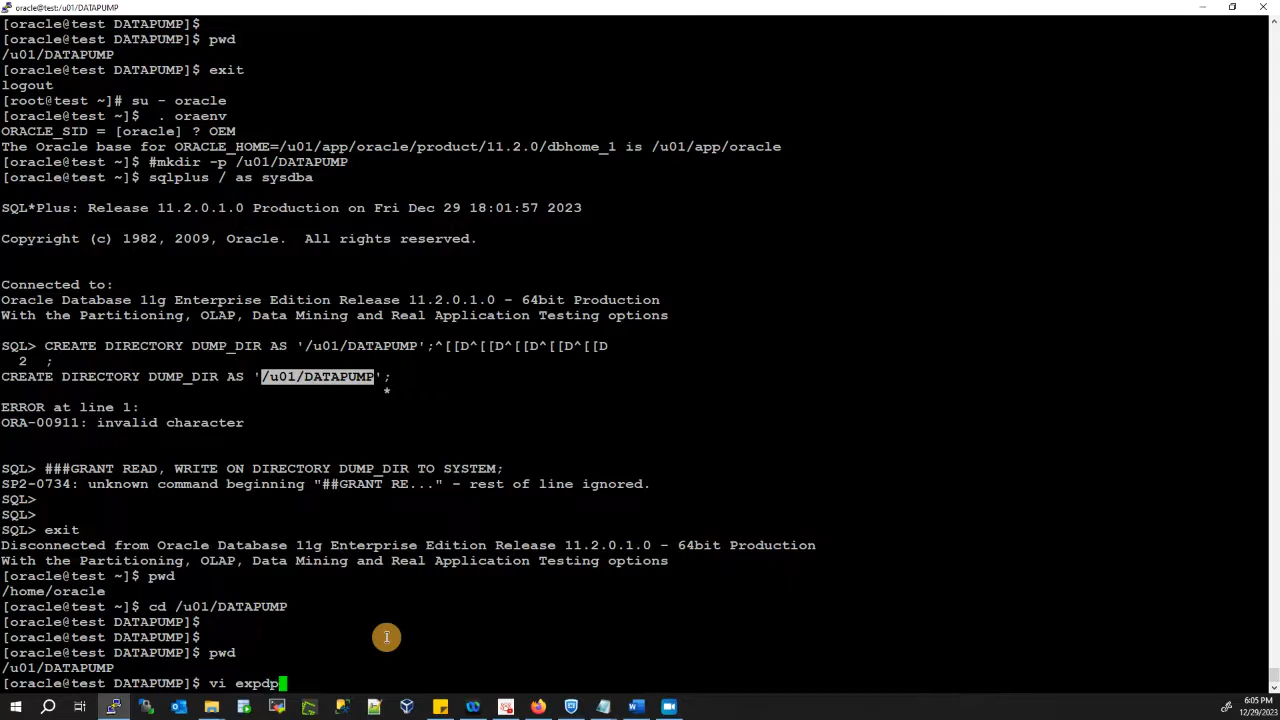 oracle@test:/u01/DATAPUMP
[oracle@test DATAPUMP]$
[oracle@test DATAPUMP]$ pwd
/u01/DATAPUMP
[oracle@test DATAPUMP]$ exit
logout
[root@test ~]# su - oracle
[oracle@test ~]$  . oraenv
ORACLE_SID = [oracle] ? OEM
The Oracle base for ORACLE_HOME=/u01/app/oracle/product/11.2.0/dbhome_1 is /u01/app/oracle
[oracle@test ~]$ #mkdir -p /u01/DATAPUMP
[oracle@test ~]$ sqlplus / as sysdba
SQL*Plus: Release 11.2.0.1.0 Production on Fri Dec 29 18:01:57 2023
Copyright (c) 1982, 2009, Oracle.  All rights reserved.
Connected to:
Oracle Database 11g Enterprise Edition Release 11.2.0.1.0 - 64bit Production
With the Partitioning, OLAP, Data Mining and Real Application Testing options
SQL> CREATE DIRECTORY DUMP_DIR AS '/u01/DATAPUMP';^[[D^[[D^[[D^[[D^[[D
  2  ;
CREATE DIRECTORY DUMP_DIR AS '/u01/DATAPUMP';
*
ERROR at line 1:
ORA-00911: invalid character
SQL> ###GRANT READ, WRITE ON DIRECTORY DUMP_DIR TO SYSTEM;
SP2-0734: unknown command beginning "##GRANT RE..." - rest of line ignored.
SQL>
SQL>
SQL> exit
Disconnected from Oracle Database 11g Enterprise Edition Release 11.2.0.1.0 - 64bit Production
With the Partitioning, OLAP, Data Mining and Real Application Testing options
[oracle@test ~]$ pwd
/home/oracle
[oracle@test ~]$ cd /u01/DATAPUMP
[oracle@test DATAPUMP]$
[oracle@test DATAPUMP]$
[oracle@test DATAPUMP]$ pwd
/u01/DATAPUMP
[oracle@test DATAPUMP]$ vi expdp
6:05 PM
12/29/2023